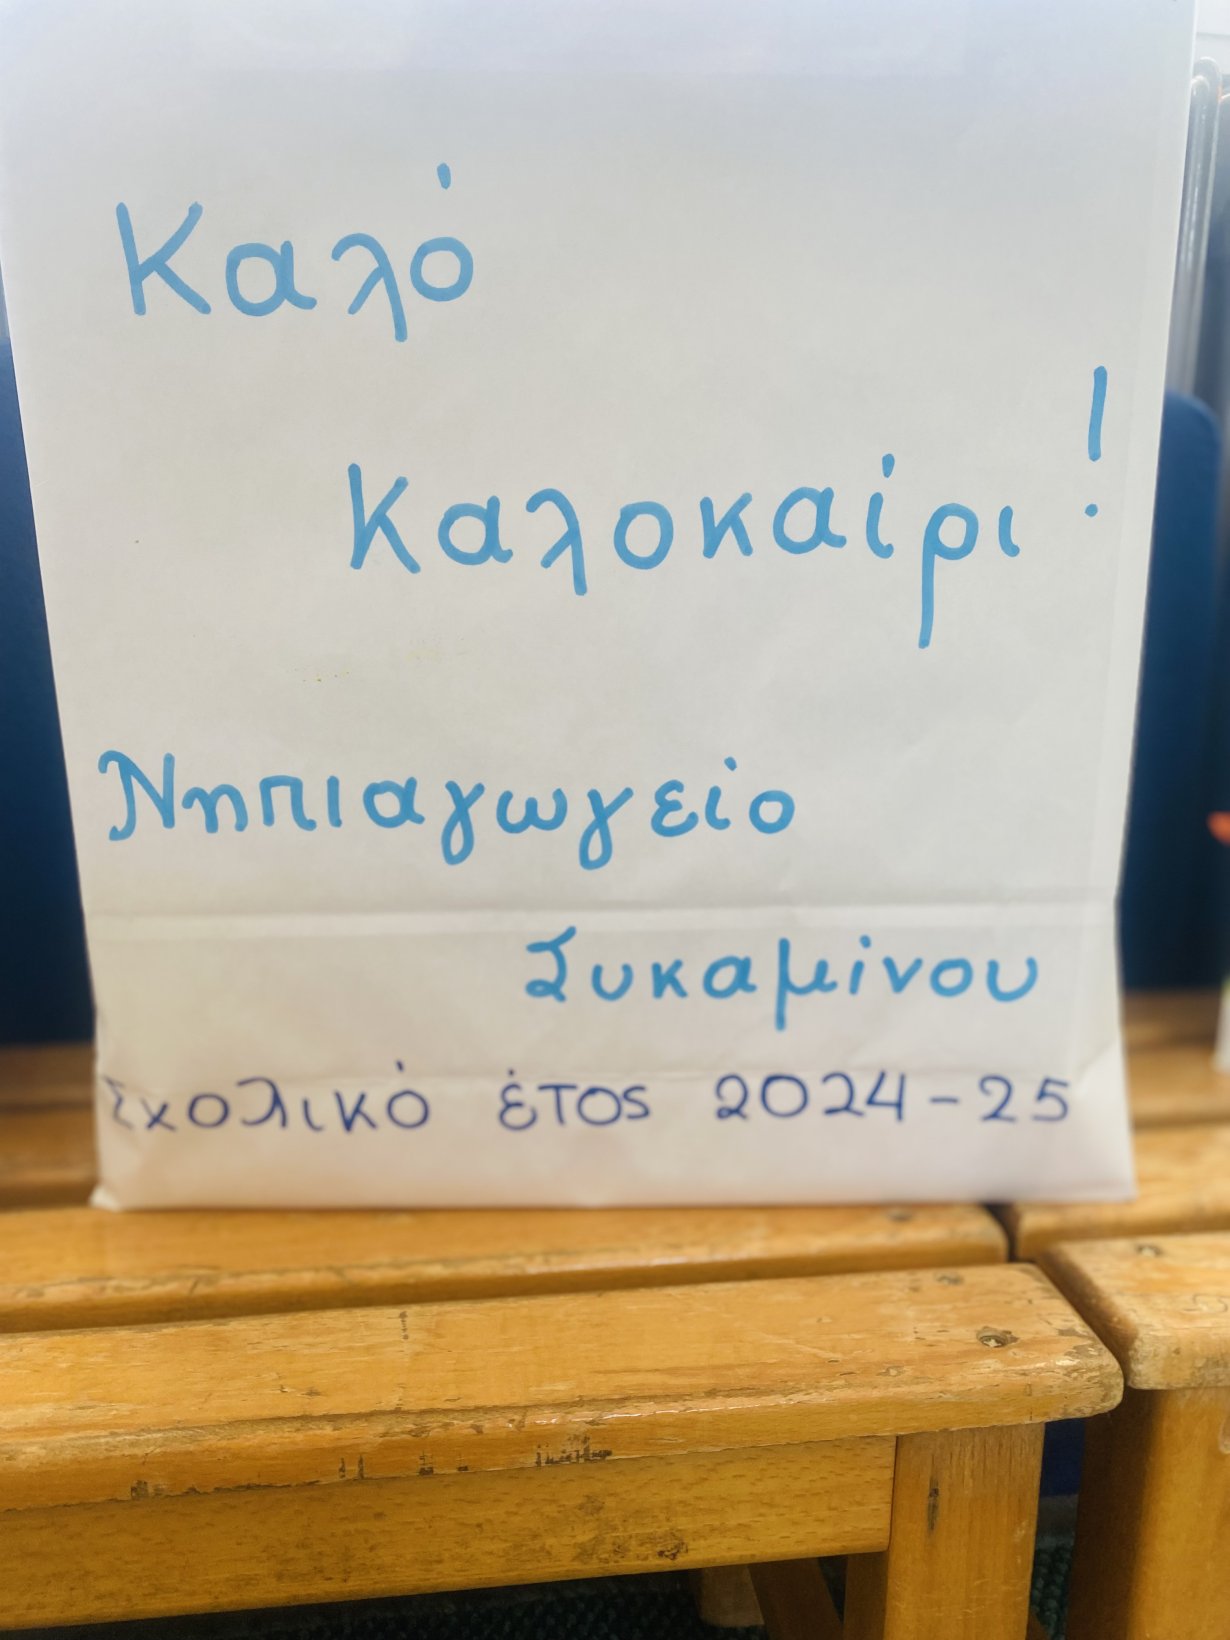 Καλό
Καλοκαίρι!
Νηπιαγωγείο
Συκαμίνου
Σχολικό έτος 2024-25